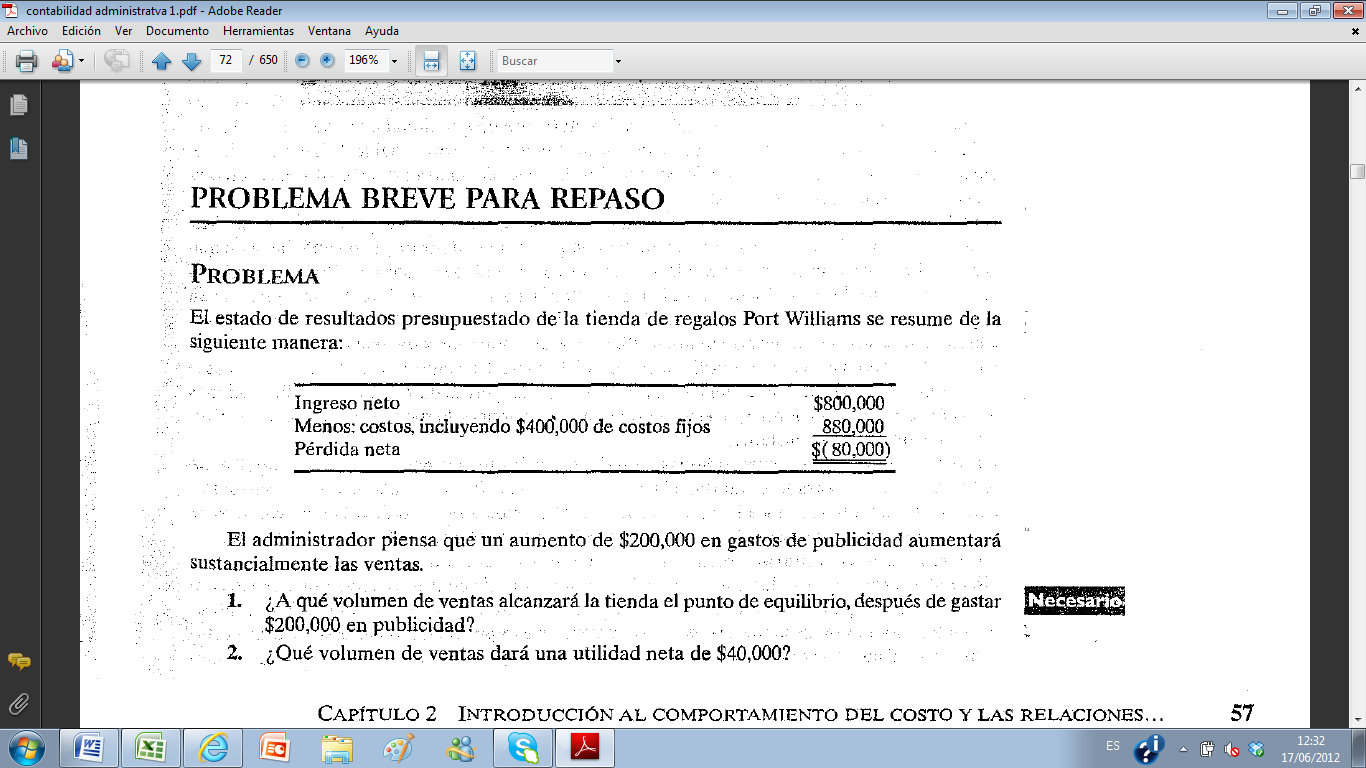 contabilidad administratva 1.pdf - Adobe Reader
Archivo Edición Ver Documento Herramientas Ventana Ayuda
72 / 650 196% Buscar
PROBLEMA BREVE PARA REPASO
PROBLEMA
El estado de resultados presupuestado de la tienda de regalos Port Williams se resume de la
siguiente manera:
Ingreso neto $800,000
Menos: costos, incluyendo $400,000 de costos fijos 880,000
Pérdida neta $( 80,000)
El administrador piensa que un aumento de $200,000 en gastos de publicidad aumentará
sustancialmente las ventas.
1. ¿A qué volumen de ventas alcanzará la tienda el punto de equilibrio, después de gastar
$200,000 en publicidad?
Necesario
2. ¿Qué volumen de ventas dará una utilidad neta de $40,000?
CAPÍTULO 2 INTRODUCCIÓN AL COMPORTAMIENTO DEL COSTO Y LAS RELACIONES... 57
ES
12:32
17/06/2012